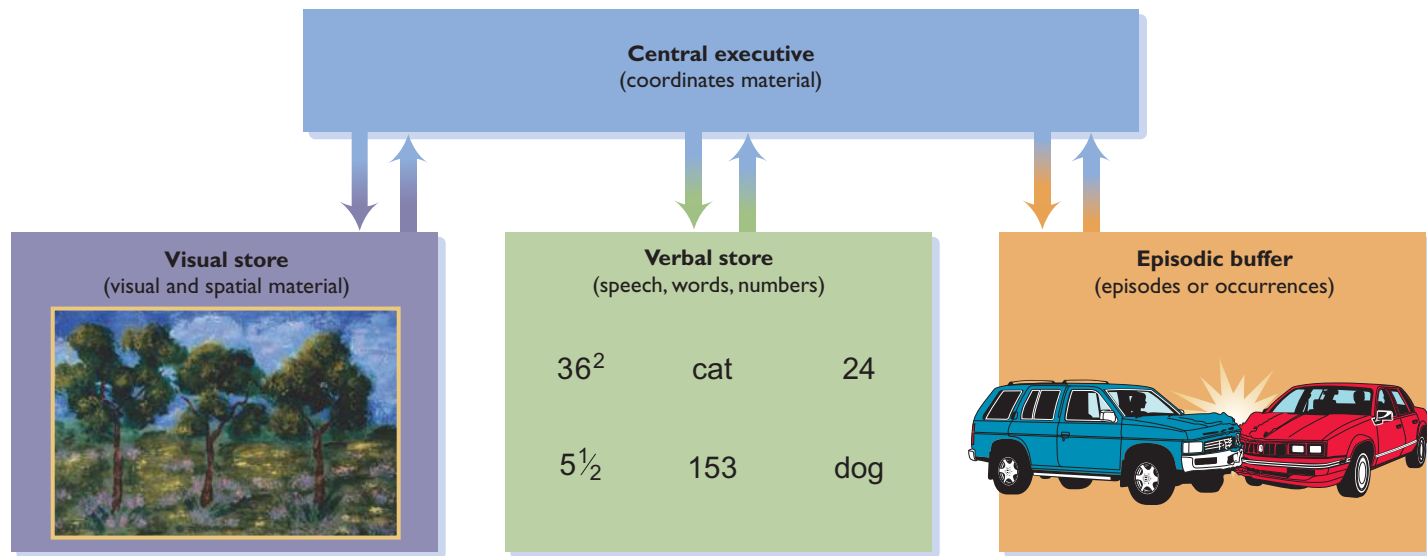 Central executive
(coordinates material)
Visual store
(visual and spatial material)
Verbal store
(speech, words, numbers)
36² cat 24
5½ 153 dog
Episodic buffer
(episodes or occurrences)